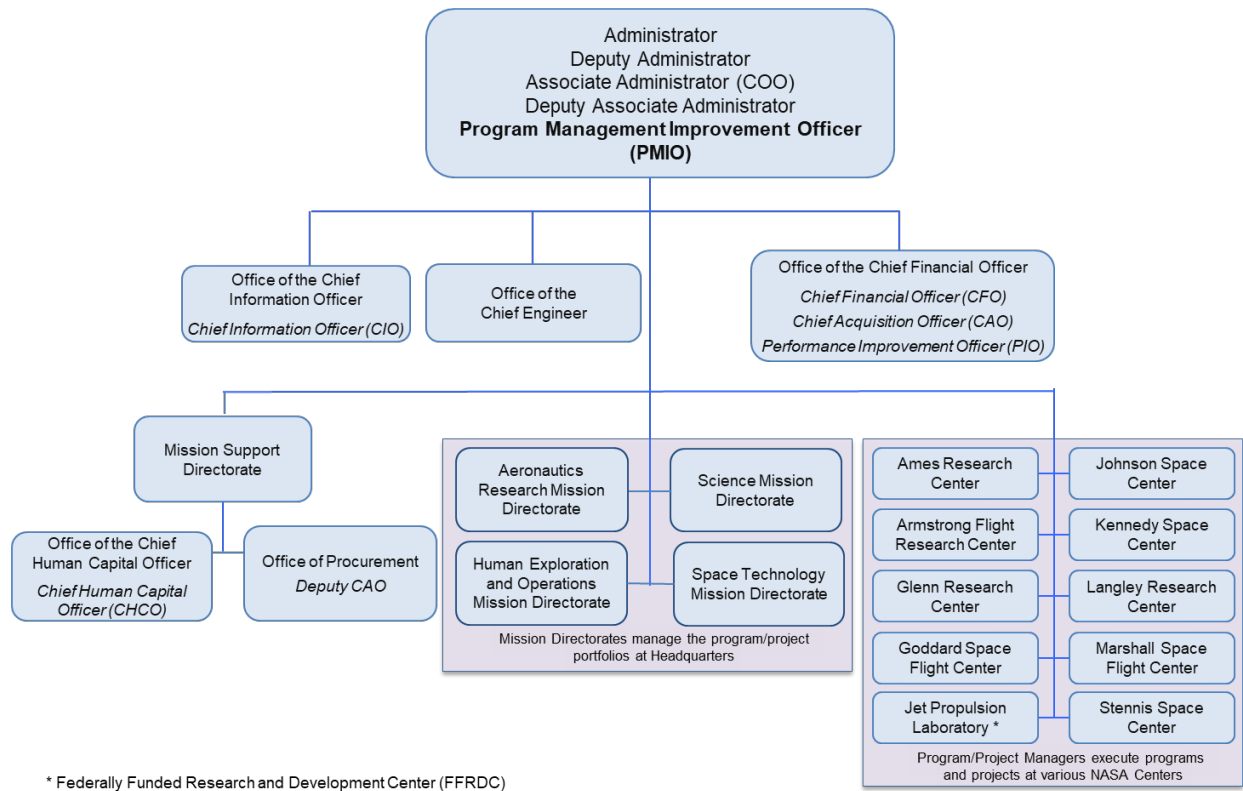 Administrator
Deputy Administrator
Associate Administrator (COO)
Deputy Associate Administrator
Program Management Improvement Officer
(PMIO)
Office of the Chief
Information Officer
Chief Information Officer (CIO)
Office of the
Chief Engineer
Office of the Chief Financial Officer
Chief Financial Officer (CFO)
Chief Acquisition Officer (CAO)
Performance Improvement Officer (PIO)
Mission Support
Directorate
Office of the Chief
Human Capital Officer
Chief Human Capital
Officer (CHCO)
Office of Procurement
Deputy CAO
Aeronautics
Research Mission
Directorate
Science Mission
Directorate
Human Exploration
and Operations
Mission Directorate
Space Technology
Mission Directorate
Mission Directorates manage the program/project
portfolios at Headquarters
Ames Research
Center
Johnson Space
Center
Armstrong Flight
Research Center
Kennedy Space
Center
Glenn Research
Center
Langley Research
Center
Goddard Space
Flight Center
Marshall Space
Flight Center
Jet Propulsion
Laboratory *
Stennis Space
Center
Program/Project Managers execute programs
and projects at various NASA Centers
* Federally Funded Research and Development Center (FFRDC)